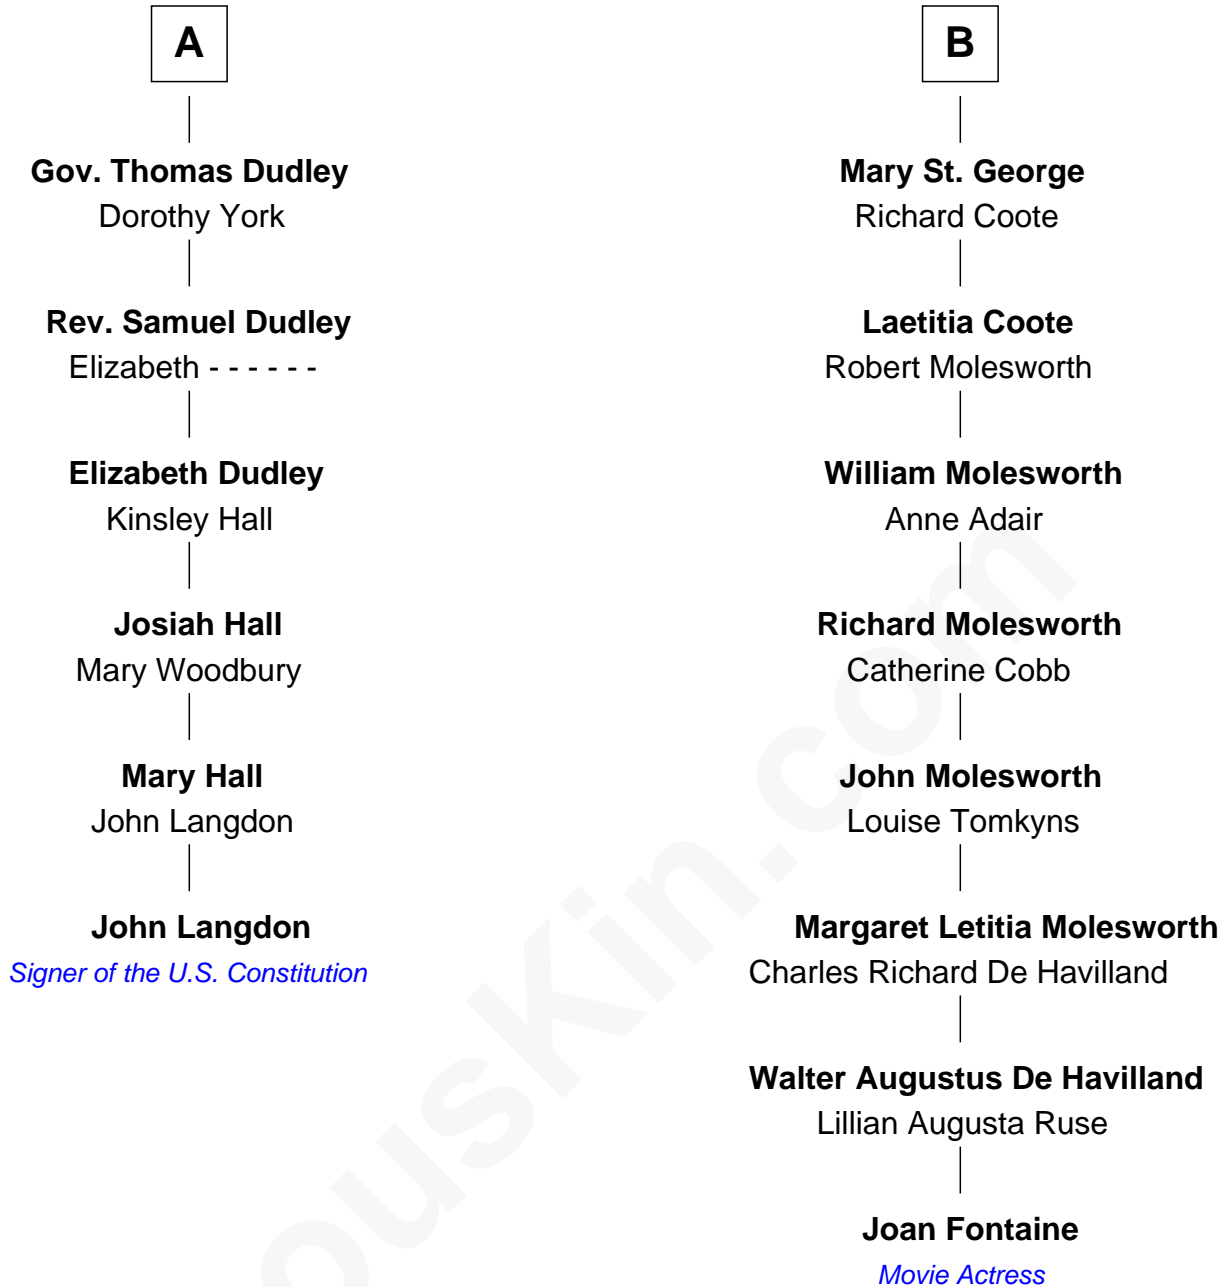 A
Gov. Thomas Dudley
Dorothy York
Rev. Samuel Dudley
Elizabeth - - - - - -
Elizabeth Dudley
Kinsley Hall
Josiah Hall
Mary Woodbury
Mary Hall
John Langdon
John Langdon
Signer of the U.S. Constitution
B
Mary St. George
Richard Coote
Laetitia Coote
Robert Molesworth
William Molesworth
Anne Adair
Richard Molesworth
Catherine Cobb
John Molesworth
Louise Tomkyns
Margaret Letitia Molesworth
Charles Richard De Havilland
Walter Augustus De Havilland
Lillian Augusta Ruse
Joan Fontaine
Movie Actress
ousKin.com